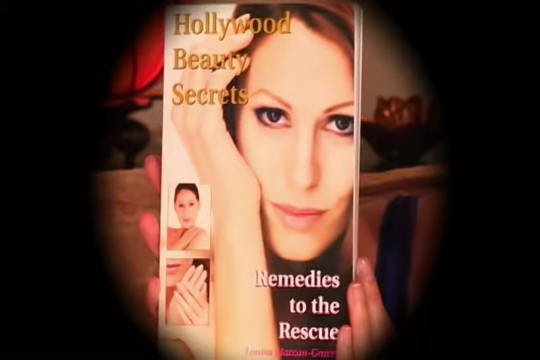 Hollywood
Beauty
Secrets
Remedies
to the
Rescue